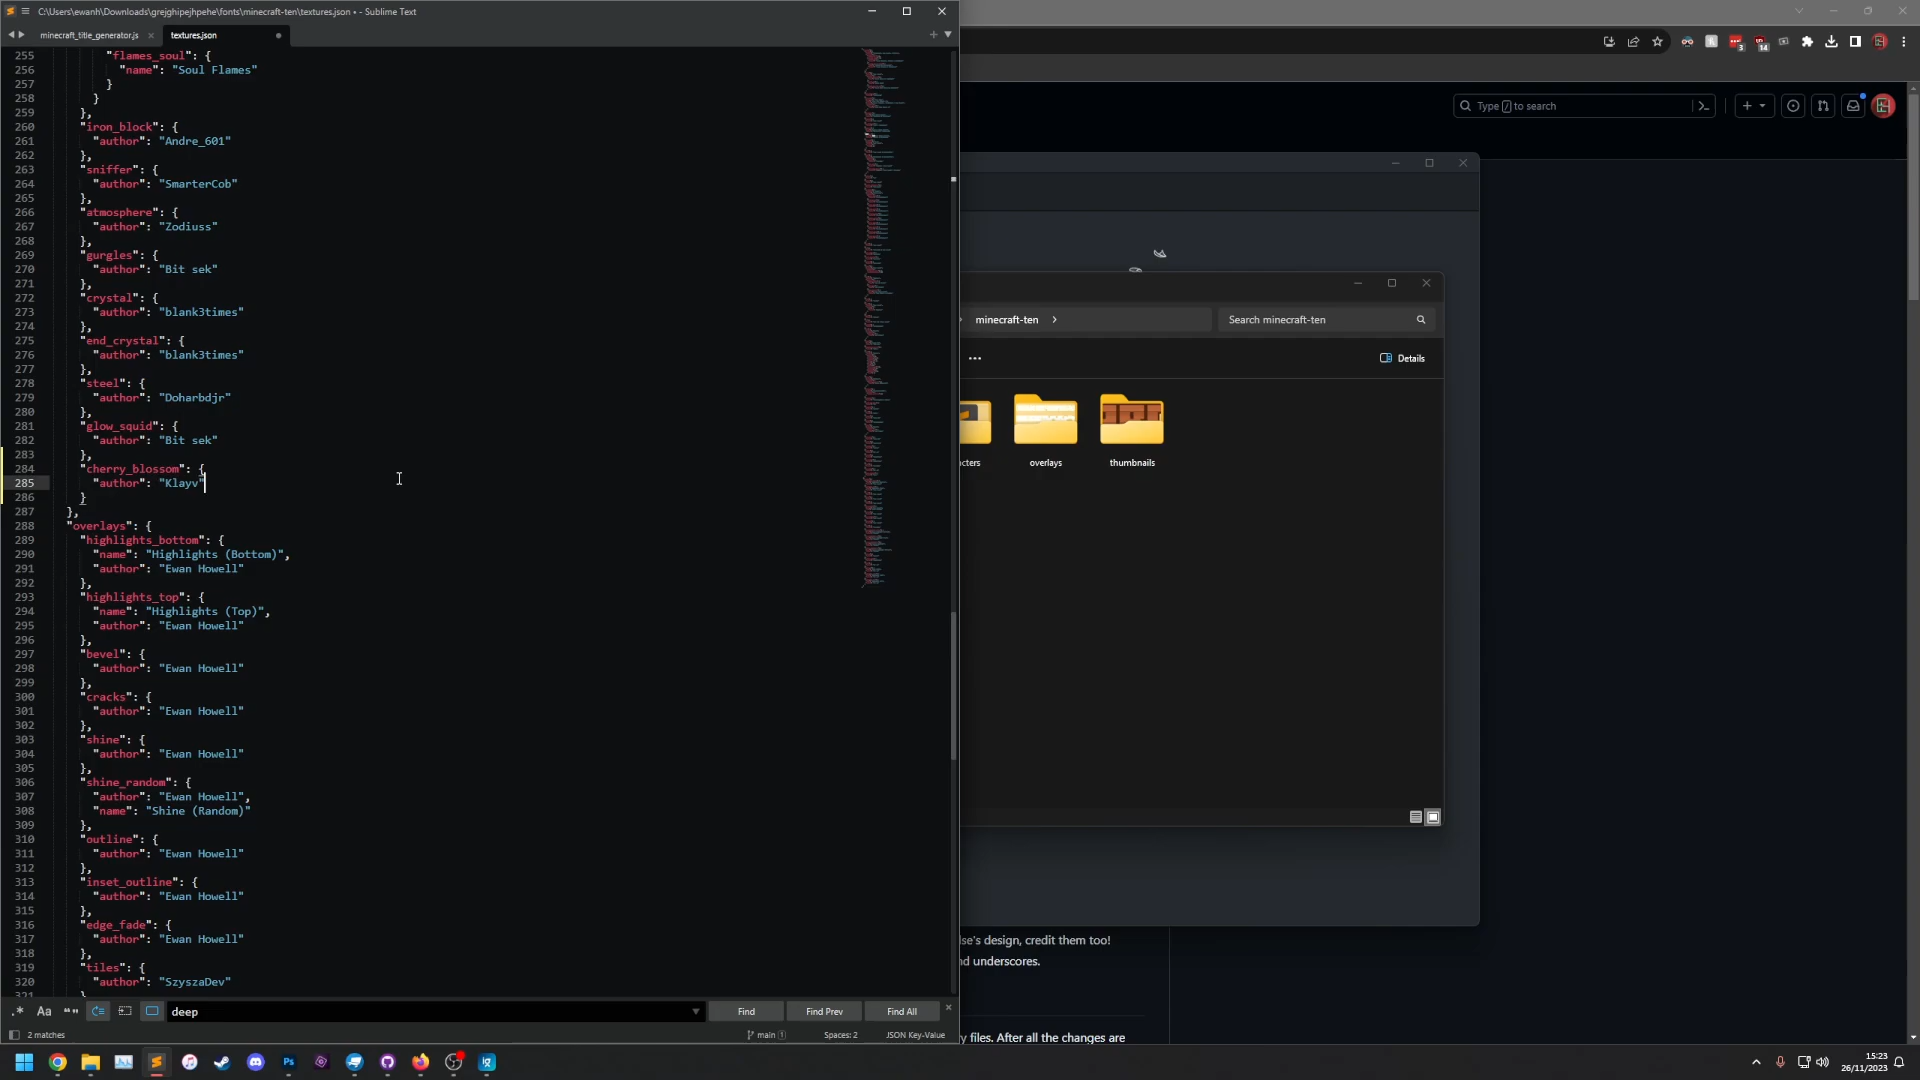 C:\Users\ewanh\Downloads\grejghipejhpehe\fonts\minecraft-ten\textures.json • - Sublime Text
minecraft_title_generator.js
textures.json
255 "flames_soul": {
256 "name": "Soul Flames"
257 }
258 }
259 },
260 "iron_block": {
261 "author": "Andre_601"
262 },
263 "sniffer": {
264 "author": "SmarterCob"
265 },
266 "atmosphere": {
267 "author": "Zodiuss"
268 },
269 "gurgles": {
270 "author": "Bit sek"
271 },
272 "crystal": {
273 "author": "blank3times"
274 },
275 "end_crystal": {
276 "author": "blank3times"
277 },
278 "steel": {
279 "author": "Doharbdjr"
280 },
281 "glow_squid": {
282 "author": "Bit sek"
283 },
284 "cherry_blossom": {
285 "author": "Klayv"
286 }
287 },
288 "overlays": {
289 "highlights_bottom": {
290 "name": "Highlights (Bottom)",
291 "author": "Ewan Howell"
292 },
293 "highlights_top": {
294 "name": "Highlights (Top)",
295 "author": "Ewan Howell"
296 },
297 "bevel": {
298 "author": "Ewan Howell"
299 },
300 "cracks": {
301 "author": "Ewan Howell"
302 },
303 "shine": {
304 "author": "Ewan Howell"
305 },
306 "shine_random": {
307 "author": "Ewan Howell",
308 "name": "Shine (Random)"
309 },
310 "outline": {
311 "author": "Ewan Howell"
312 },
313 "inset_outline": {
314 "author": "Ewan Howell"
315 },
316 "edge_fade": {
317 "author": "Ewan Howell"
318 },
319 "tiles": {
320 "author": "SzyszaDev"
321
deep
Find
Find Prev
Find All
2 matches
main 1
Spaces: 2
JSON Key-Value
Type / to search
minecraft-ten
Search minecraft-ten
Details
cters
overlays
thumbnails
lse's design, credit them too!
nd underscores.
y files. After all the changes are
15:23
26/11/2023